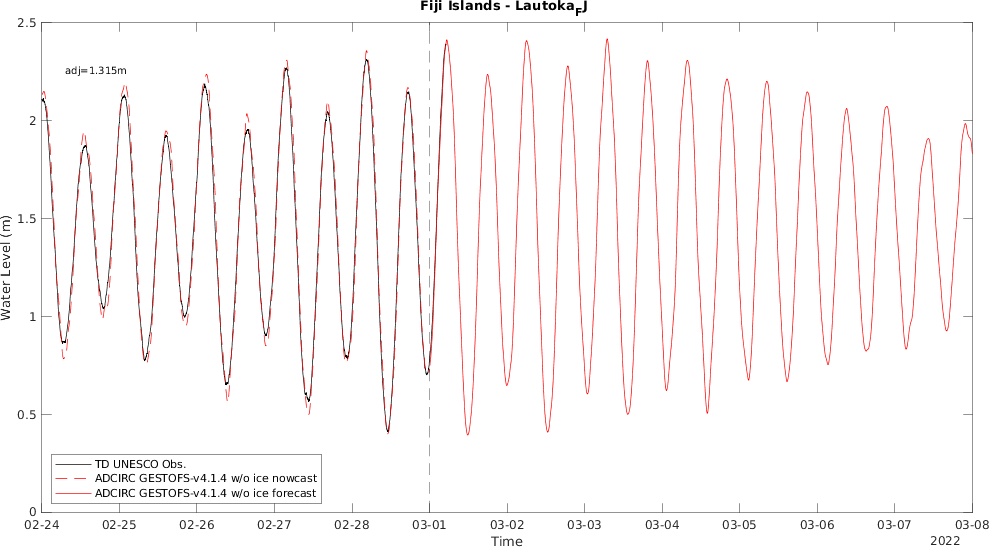 Fiji Islands - Lautoka_FJ
adj=1.315m
2.5
2
1.5
1
0.5
0
Water Level (m)
TD UNESCO Obs.
ADCIRC GESTOFS-v4.1.4 w/o ice nowcast
ADCIRC GESTOFS-v4.1.4 w/o ice forecast
02-24 02-25 02-26 02-27 02-28 03-01 03-02 03-03 03-04 03-05 03-06 03-07 03-08
Time
2022